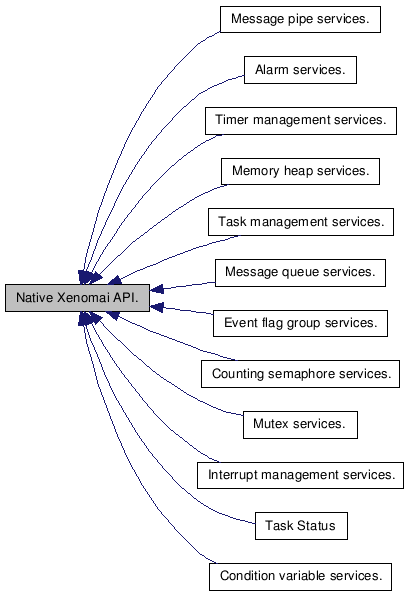 Message pipe services.
Alarm services.
Timer management services.
Memory heap services.
Task management services.
Message queue services.
Native Xenomai API.
Event flag group services.
Counting semaphore services.
Mutex services.
Interrupt management services.
Task Status
Condition variable services.